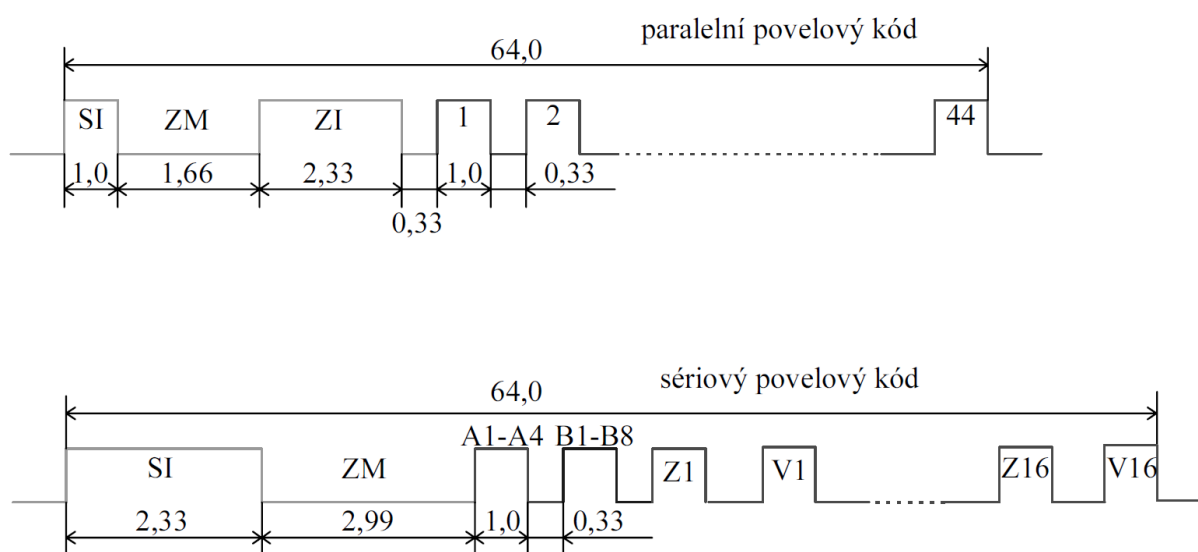 paralelní povelový kód
64,0
SI ZM ZI 1 2 44
1,0 1,66 2,33 1,0 0,33
0,33
sériový povelový kód
64,0
A1-A4 B1-B8
SI ZM Z1 V1 Z16 V16
2,33 2,99 1,0 0,33